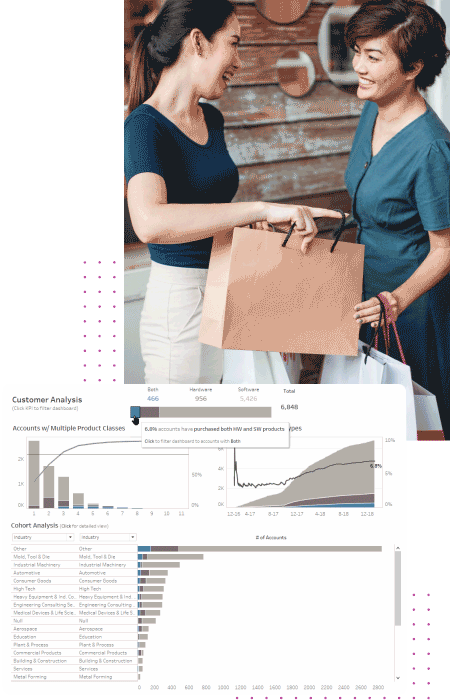 Both Hardware Software Total
Customer Analysis 466 956 5,426
(Click KPI to filter dashboard) 6,848
6.8% accounts have purchased both HW and SW products
Accounts w/ Multiple Product Classes
Click to filter dashboard to accounts with Both
ypes
2K
1K
0K
50%
0%
1 2 3 4 5 6 7 8 9 10 11
2K
1K
0K
10%
6.8%
5%
0%
12-16 4-17 8-17 12-17 4-18 8-18 12-18
Cohort Analysis (Click for detailed view)
Industry Industry # of Accounts
Other Other
Mold, Tool & Die Mold, Tool & Die
Industrial Machinery Industrial Machinery
Automotive Automotive
Consumer Goods Consumer Goods
High Tech High Tech
Heavy Equipment & Ind. Co.. Heavy Equipment & Ind. C..
Engineering Consulting Se.. Engineering Consulting..
Medical Devices & Life Scie.. Medical Devices & Life S..
Null Null
Aerospace Aerospace
Education Education
Plant & Process Plant & Process
Commercial Products Commercial Products
Building & Construction Building & Construction
Services Services
Metal Forming Metal Forming
0 200 400 600 800 1000 1200 1400 1600 1800 2000 2200 2400 2600 2800